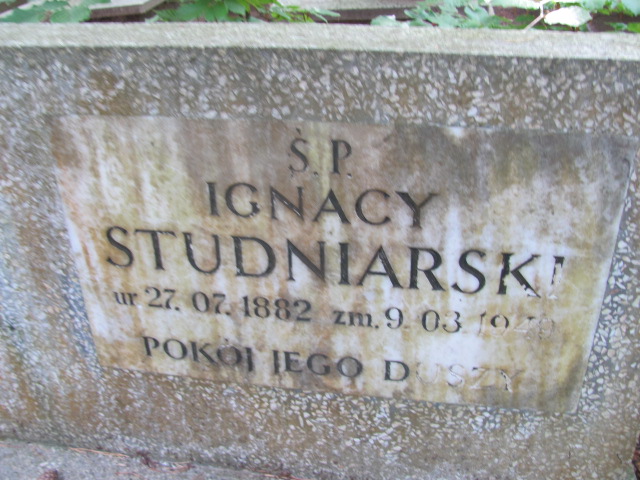 Ś.P.
IGNACY
STUDNIARSKI
ur. 27. 07. 1882 zm. 9. 03.
POKÓJ JEGO DUSZY